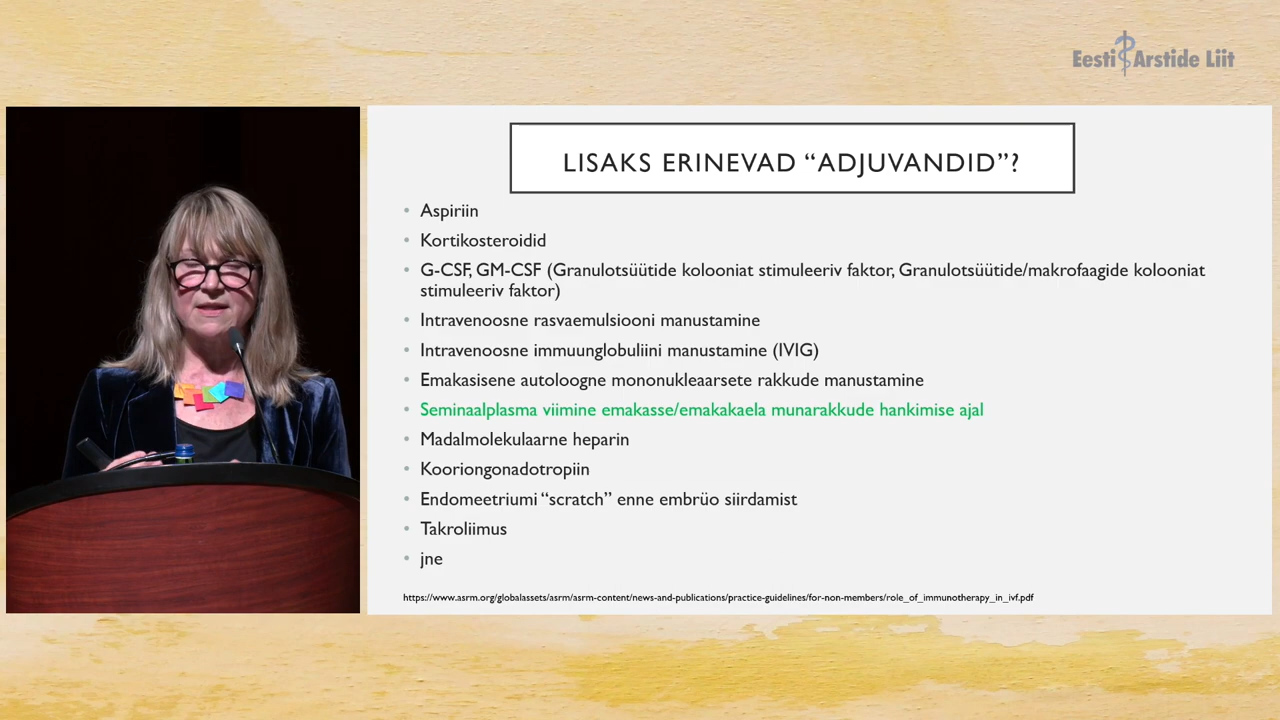 Eesti Arstide Liit
LISAKS ERINEVAD “ADJUVANDID”?
• Aspiriin
• Kortikosteroidid
• G-CSF, GM-CSF (Granulotsüütide kolooniat stimuleeriv faktor, Granulotsüütide/makrofaagide kolooniat
stimuleeriv faktor)
• Intravenoosne rasvaemulsiooni manustamine
• Intravenoosne immuunglobuliini manustamine (IVIG)
• Emakasisene autoloogne mononukleaarsete rakkude manustamine
• Seminaalplasma viimine emakasse/emakakaela munarakkude hankimise ajal
• Madalmolekulaarne heparin
• Kooriongonadotropiin
• Endomeetriumi “scratch” enne embrüo siirdamist
• Takroliimus
• jne
https://www.asrm.org/globalassets/asrm/asrm-content/news-and-publications/practice-guidelines/for-non-members/role_of_immunotherapy_in_ivf.pdf